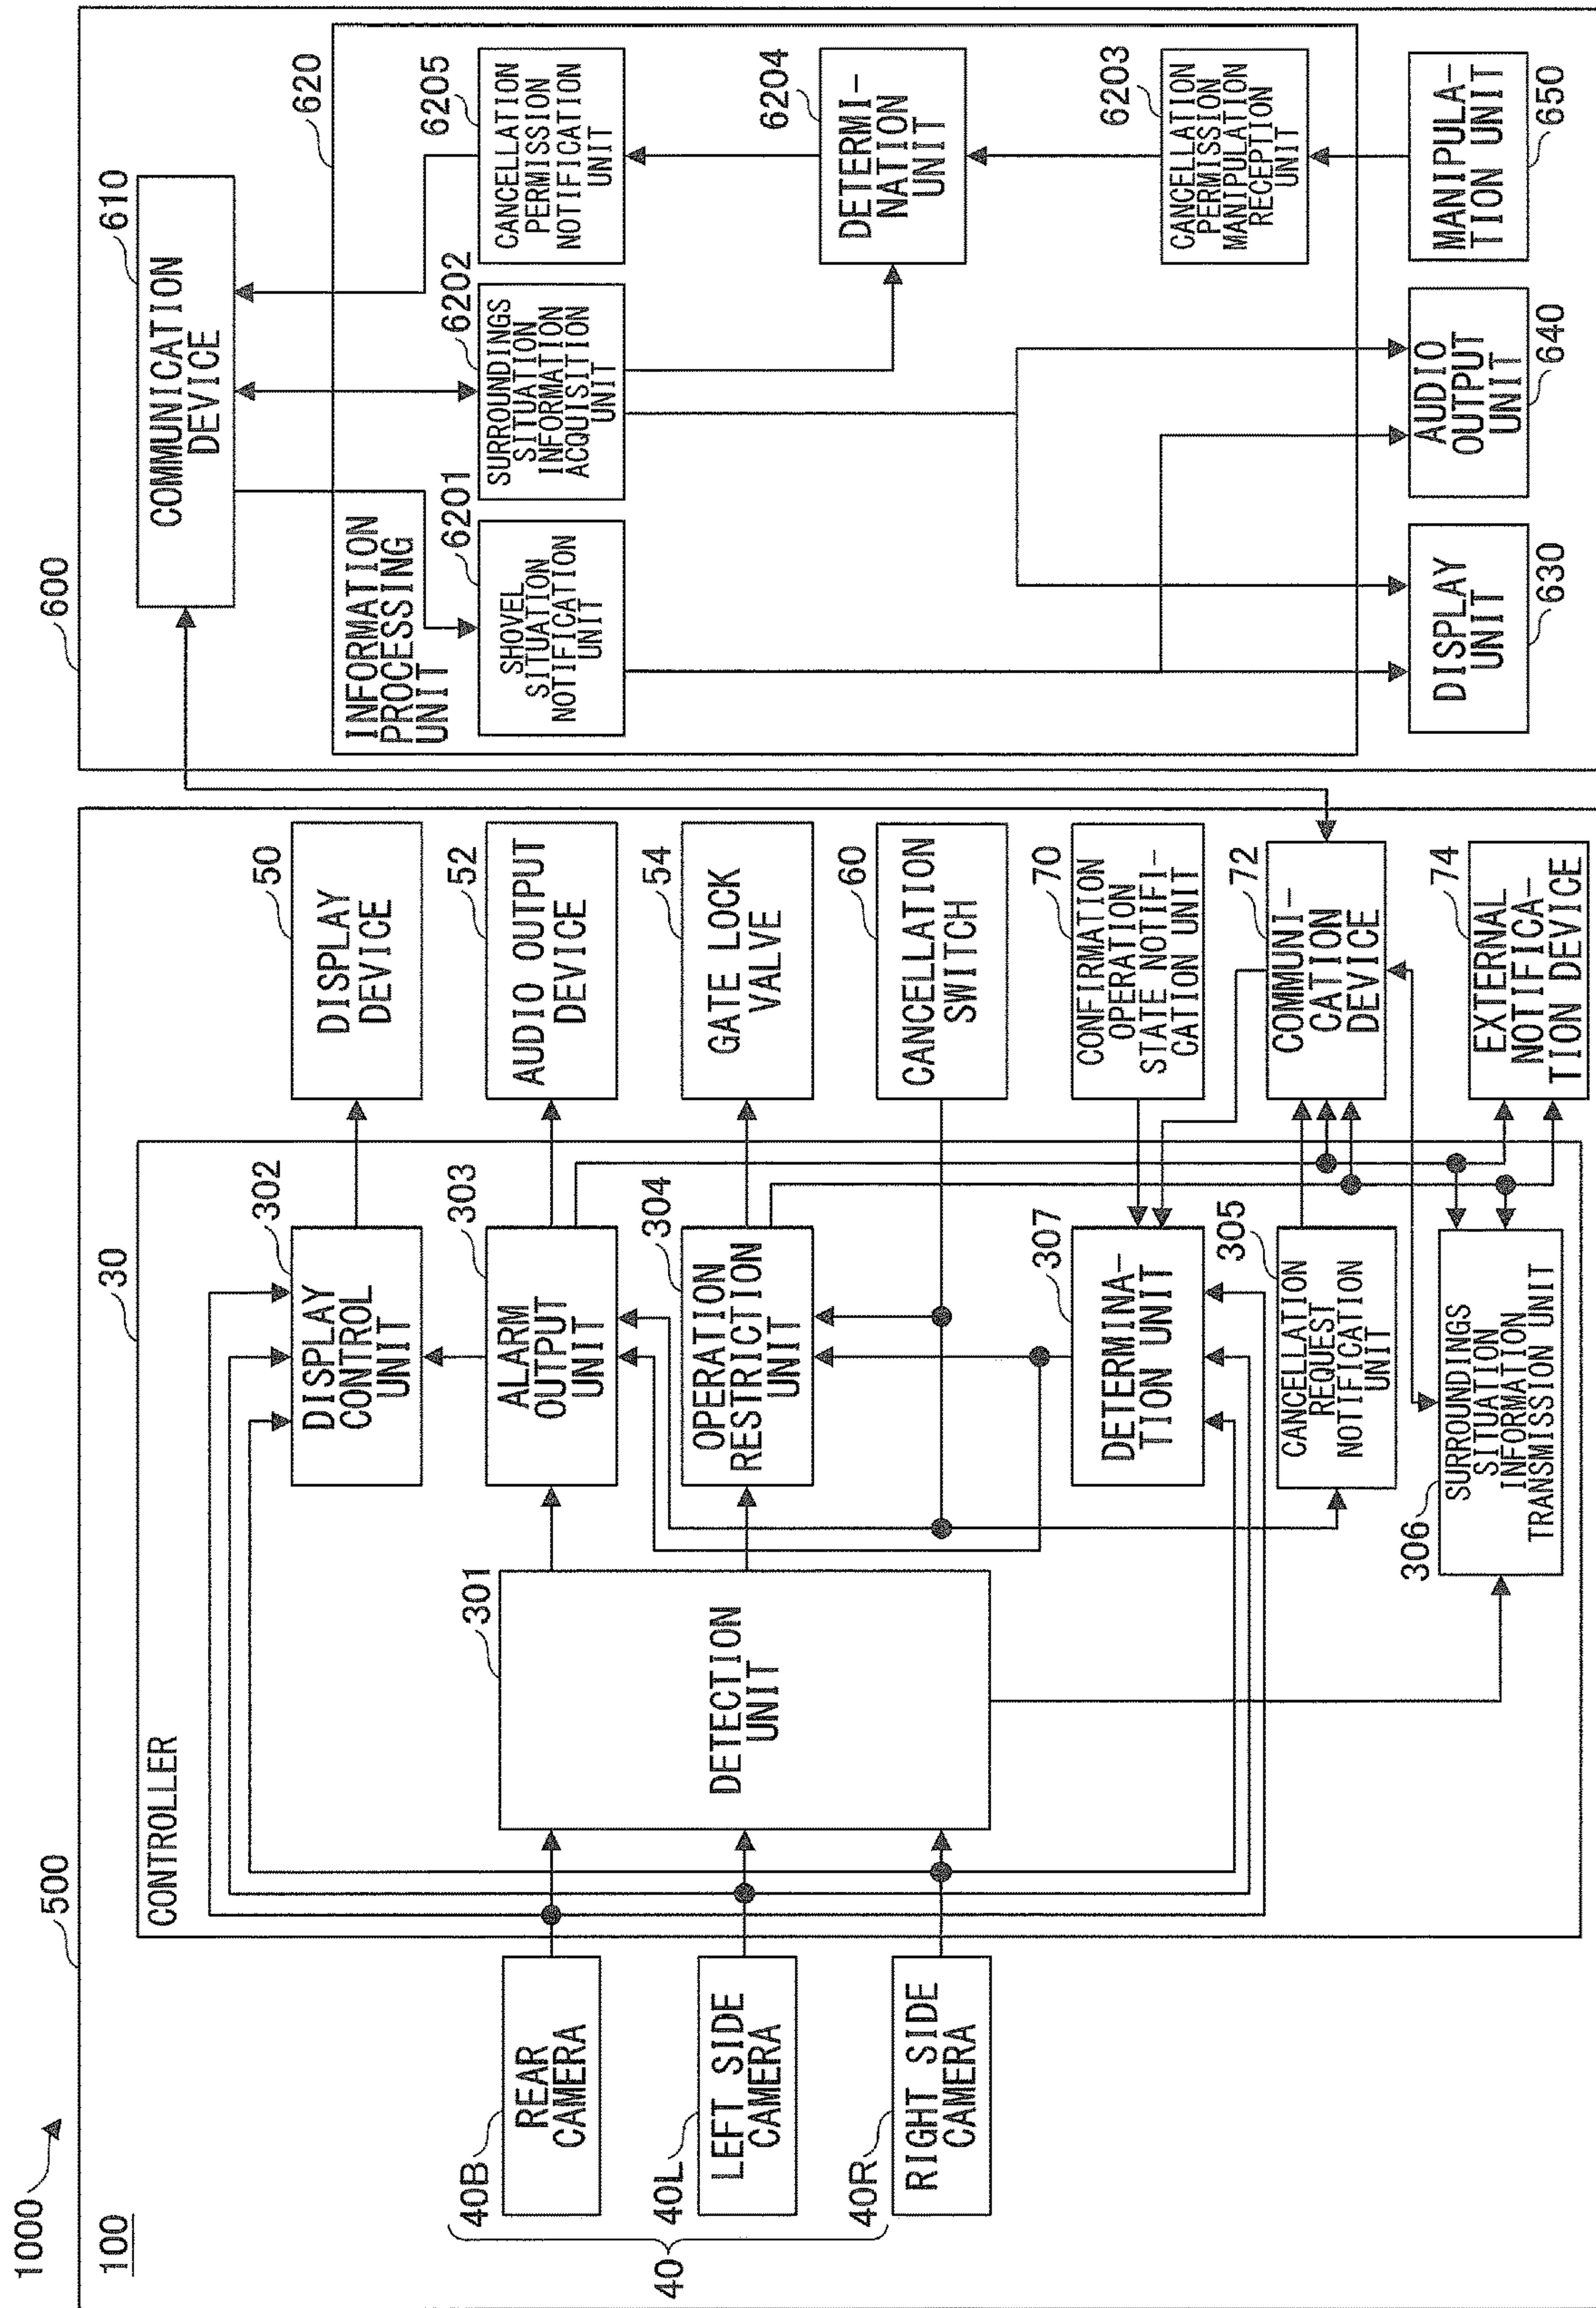 1000
500
100
600
CONTROLLER
30
40
40B
REAR
CAMERA
40L
LEFT SIDE
CAMERA
40R
RIGHT SIDE
CAMERA
301
DETECTION
UNIT
302
DISPLAY
CONTROL
UNIT
303
ALARM
OUTPUT
UNIT
304
OPERATION
RESTRICTION
UNIT
307
DETERMINA-
TION UNIT
305
CANCELLATION
REQUEST
NOTIFICATION
UNIT
306
SURROUNDINGS
SITUATION
INFORMATION
TRANSMISSION UNIT
50
DISPLAY
DEVICE
52
AUDIO OUTPUT
DEVICE
54
GATE LOCK
VALVE
60
CANCELLATION
SWITCH
70
CONFIRMATION
OPERATION
STATE NOTIFI-
CATION UNIT
72
COMMUNI-
CATION
DEVICE
74
EXTERNAL
NOTIFICA-
TION DEVICE
610
COMMUNICATION
DEVICE
620
INFORMATION
PROCESSING
UNIT
6201
SHOVEL
SITUATION
NOTIFICATION
UNIT
6202
SURROUNDINGS
SITUATION
INFORMATION
ACQUISITION
UNIT
6205
CANCELLATION
PERMISSION
NOTIFICATION
UNIT
6204
DETERMI-
NATION
UNIT
6203
CANCELLATION
PERMISSION
MANIPULATION
RECEPTION
UNIT
DISPLAY
UNIT
630
AUDIO
OUTPUT
UNIT
640
MANIPULA-
TION UNIT
650